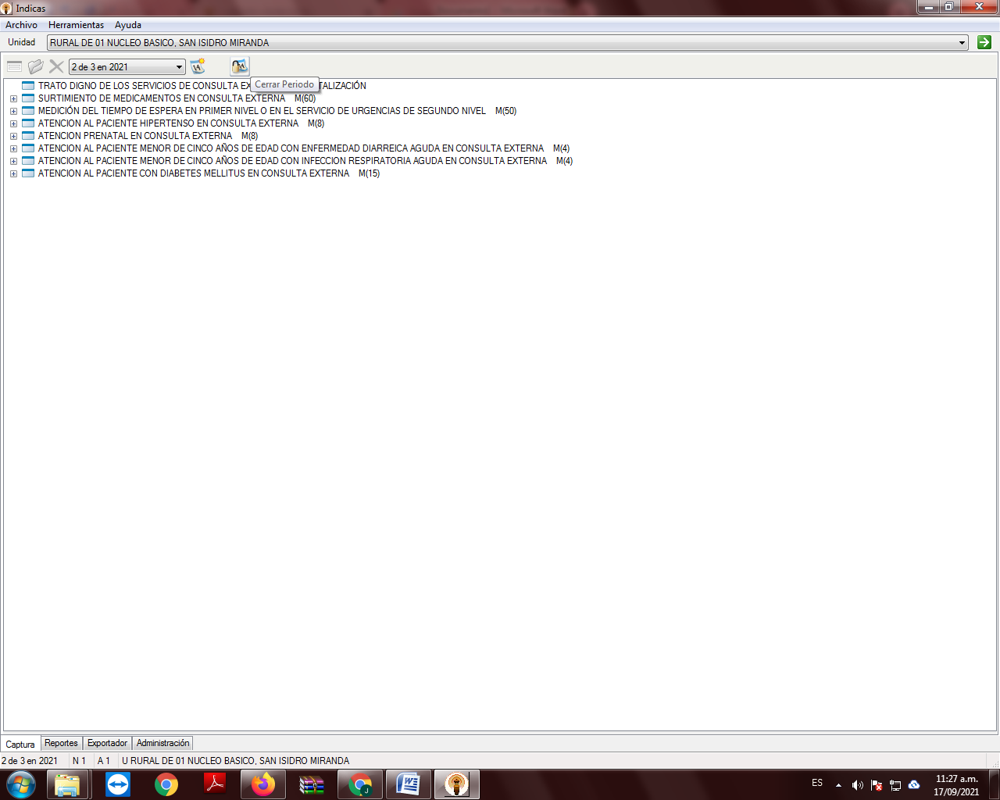 Indicas
Archivo Herramientas Ayuda
Unidad RURAL DE 01 NUCLEO BASICO, SAN ISIDRO MIRANDA
2 de 3 en 2021
Cerrar Periodo
TRATO DIGNO DE LOS SERVICIOS DE CONSULTA EX TALIZACIÓN
SURTIMIENTO DE MEDICAMENTOS EN CONSULTA EXTERNA M(60)
MEDICIÓN DEL TIEMPO DE ESPERA EN PRIMER NIVEL O EN EL SERVICIO DE URGENCIAS DE SEGUNDO NIVEL M(50)
ATENCION AL PACIENTE HIPERTENSO EN CONSULTA EXTERNA M(8)
ATENCION PRENATAL EN CONSULTA EXTERNA M(8)
ATENCION AL PACIENTE MENOR DE CINCO AÑOS DE EDAD CON ENFERMEDAD DIARREICA AGUDA EN CONSULTA EXTERNA M(4)
ATENCION AL PACIENTE MENOR DE CINCO AÑOS DE EDAD CON INFECCION RESPIRATORIA AGUDA EN CONSULTA EXTERNA M(4)
ATENCION AL PACIENTE CON DIABETES MELLITUS EN CONSULTA EXTERNA M(15)
Captura Reportes Exportador Administración
2 de 3 en 2021 N 1 A 1 U RURAL DE 01 NUCLEO BASICO, SAN ISIDRO MIRANDA
ES
11:27 a.m.
17/09/2021